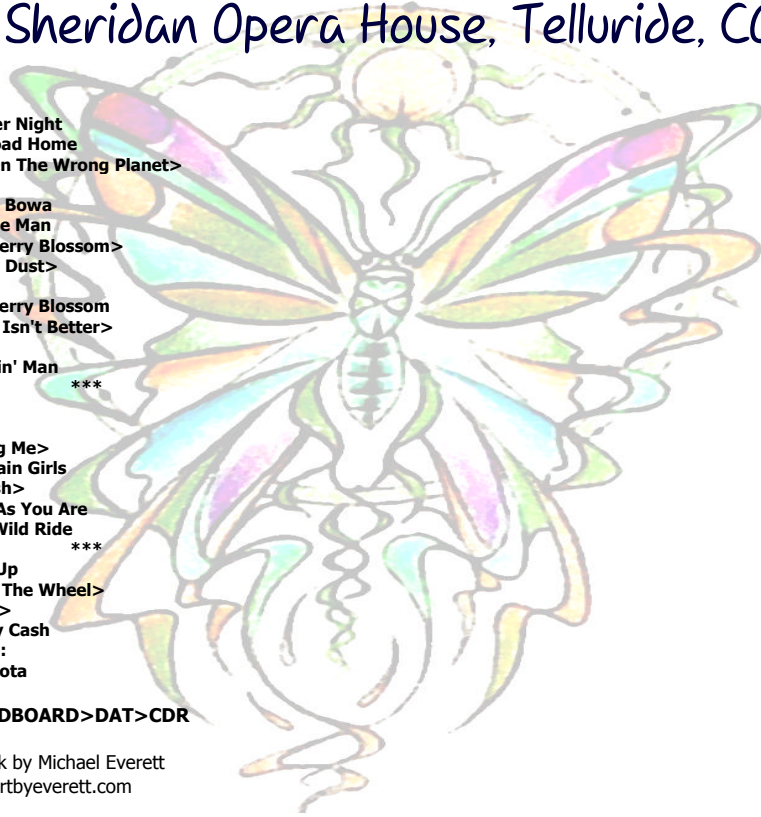 Sheridan Opera House, Telluride, CO
er Night
oad Home
n The Wrong Planet>
Bowa
e Man
erry Blossom>
Dust>
erry Blossom
Isn't Better>
in' Man
***
g Me>
ain Girls
sh>
As You Are
Wild Ride
***
Up
The Wheel>
>
y Cash
:
ota
DBOARD>DAT>CDR
k by Michael Everett
rtbyeverett.com